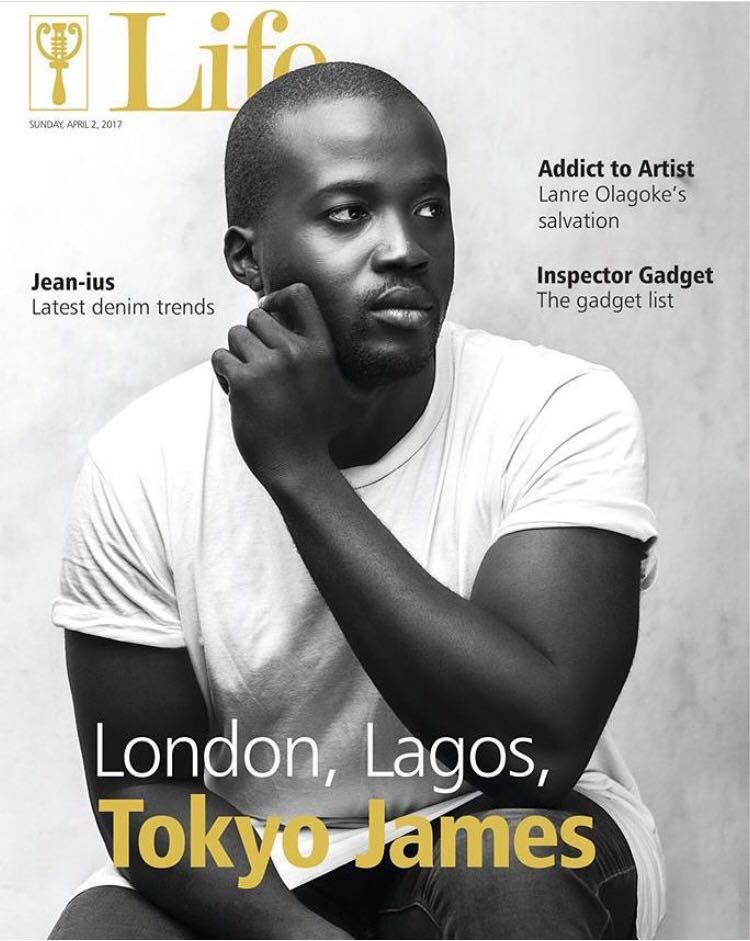 Life
SUNDAY, APRIL 2, 2017
Addict to Artist
Lanre Olagoke's
salvation
Jean-ius
Latest denim trends
Inspector Gadget
The gadget list
London, Lagos,
Tokyo James